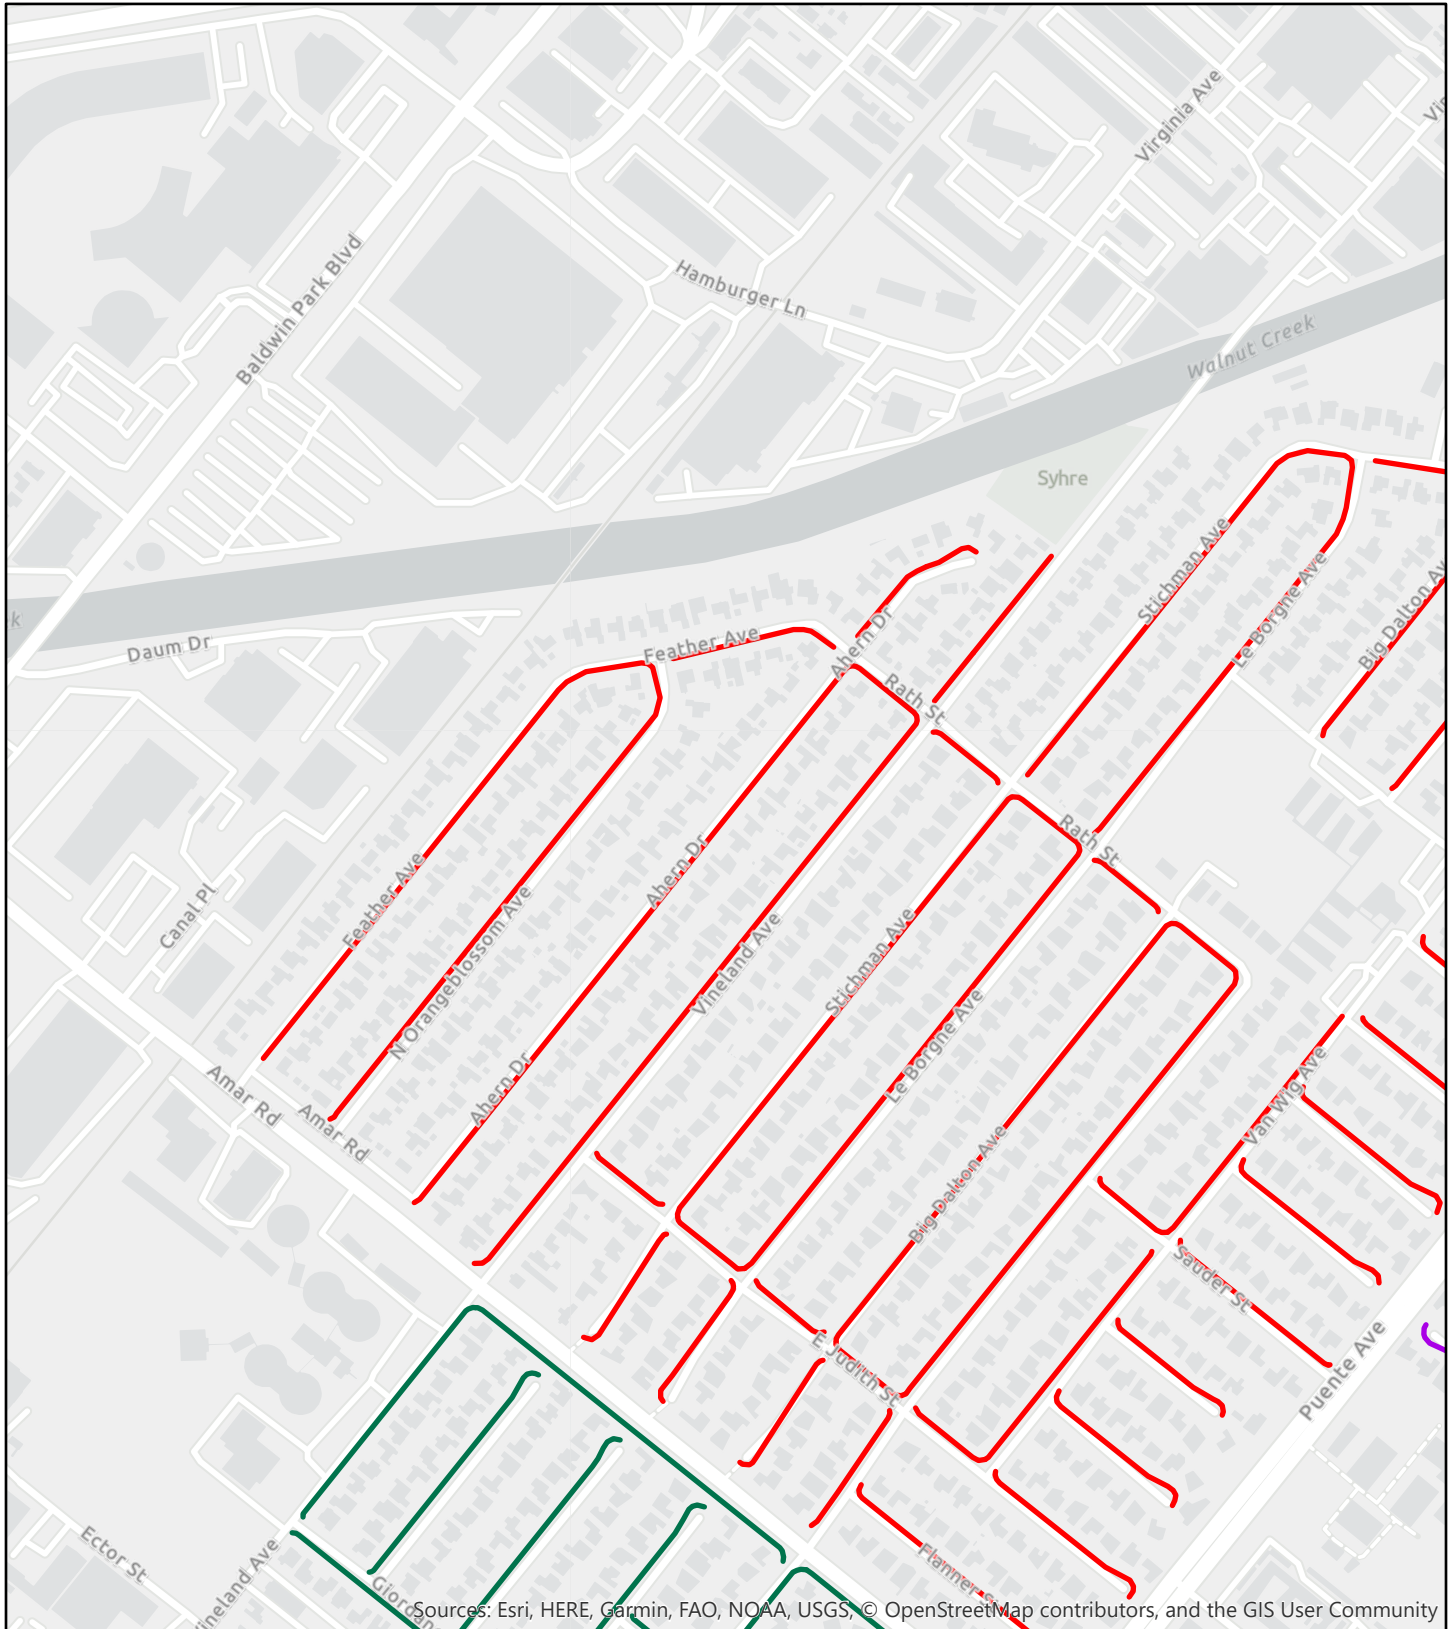 Virginia Ave
Hamburger Ln
Baldwin Park Blvd
Walnut Creek
Syhre
Stichman Ave
Le Borgne Ave
Big Dalton Av
Daum Dr
Feather Ave
Ahern Dr
Rath St
Rath St
Feather Ave
Ahern Dr
Canal Pl
N Orangeblossom Ave
Vineland Ave
Stichman Ave
Le Borgne Ave
Ahern Dr
Amar Rd
Amar Rd
Van Wig Ave
Big Dalton Ave
Sauder St
E Judith St
Puente Ave
Ector St
ineland Ave
Flanner S
Sources: Esri, HERE, Garmin, FAO, NOAA, USGS, © OpenStreetMap contributors, and the GIS User Community